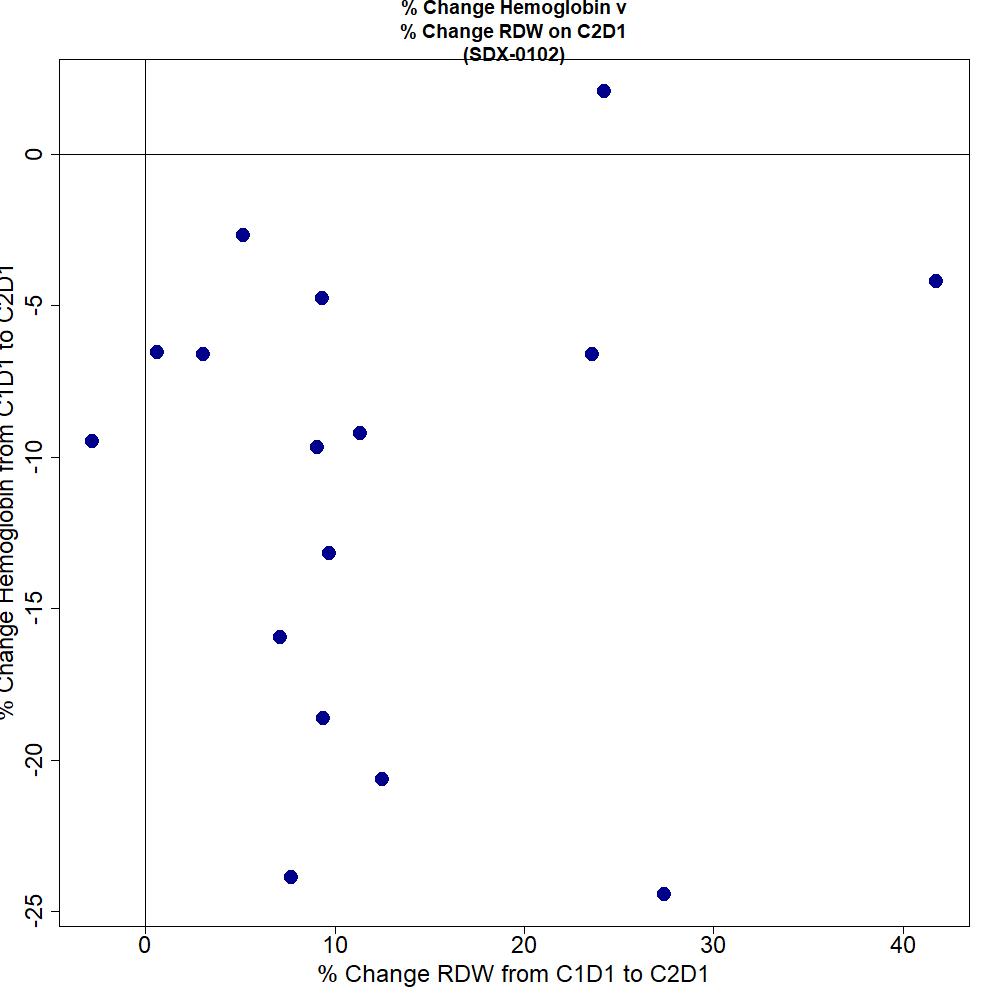 % Change Hemoglobin v
% Change RDW on C2D1
(SDX-0102)
% Change Hemoglobin from C1D1 to C2D1
0
-5
-10
-15
-20
-25
0 10 20 30 40
% Change RDW from C1D1 to C2D1